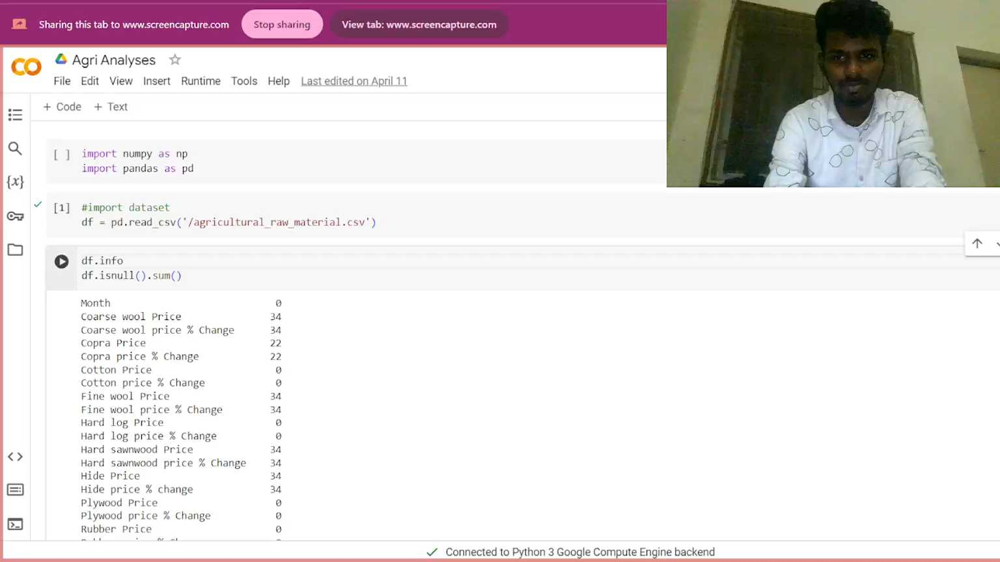 Sharing this tab to www.screencapture.com Stop sharing View tab: www.screencapture.com
Agri Analyses
File Edit View Insert Runtime Tools Help Last edited on April 11
+ Code + Text
[ ] import numpy as np
import pandas as pd
[1] #import dataset
df = pd.read_csv('/agricultural_raw_material.csv')
df.info
df.isnull().sum()
Month 0
Coarse wool Price 34
Coarse wool price % Change 34
Copra Price 22
Copra price % Change 22
Cotton Price 0
Cotton price % Change 0
Fine wool Price 34
Fine wool price % Change 34
Hard log Price 0
Hard log price % Change 0
Hard sawnwood Price 34
Hard sawnwood price % Change 34
Hide Price 34
Hide price % change 34
Plywood Price 0
Plywood price % Change 0
Rubber Price 0
Connected to Python 3 Google Compute Engine backend